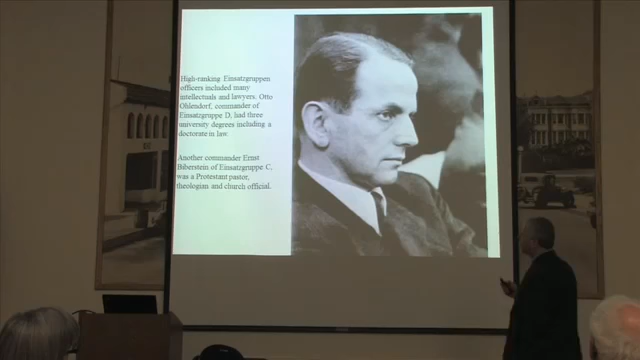 High-ranking Einsatzgruppen
officers included many
intellectuals and lawyers. Otto
Ohlendorf, commander of
Einsatzgruppe D, had three
university degrees including a
doctorate in law.
Another commander Ernst
Biberstein of Einsatzgruppe C,
was a Protestant pastor,
theologian and church official.